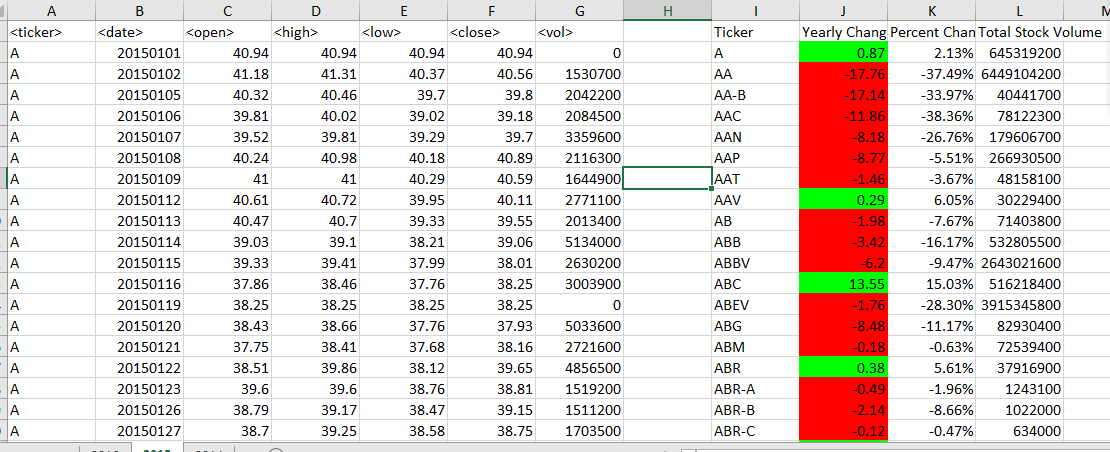 A B C D E F G H I J K L M
<ticker> <date> <open> <high> <low> <close> <vol> Ticker Yearly Chang Percent Chan Total Stock Volume
A 20150101 40.94 40.94 40.94 40.94 0 A 0.87 2.13% 645319200
A 20150102 41.18 41.31 40.37 40.56 1530700 AA -17.76 -37.49% 6449104200
A 20150105 40.32 40.46 39.7 39.8 2042200 AA-B -17.14 -33.97% 40441700
A 20150106 39.81 40.02 39.02 39.18 2084500 AAC -11.86 -38.36% 78122300
A 20150107 39.52 39.81 39.29 39.7 3359600 AAN -8.18 -26.76% 179606700
A 20150108 40.24 40.98 40.18 40.89 2116300 AAP -8.77 -5.51% 266930500
A 20150109 41 41 40.29 40.59 1644900 AAT -1.46 -3.67% 48158100
A 20150112 40.61 40.72 39.95 40.11 2771100 AAV 0.29 6.05% 30229400
A 20150113 40.47 40.7 39.33 39.55 2013400 AB -1.98 -7.67% 71403800
A 20150114 39.03 39.1 38.21 39.06 5134000 ABB -3.42 -16.17% 532805500
A 20150115 39.33 39.41 37.99 38.01 2630200 ABBV -6.2 -9.47% 2643021600
A 20150116 37.86 38.46 37.76 38.25 3003900 ABC 13.55 15.03% 516218400
A 20150119 38.25 38.25 38.25 38.25 0 ABEV -1.76 -28.30% 3915345800
A 20150120 38.43 38.66 37.76 37.93 5033600 ABG -8.48 -11.17% 82930400
A 20150121 37.75 38.41 37.68 38.16 2721600 ABM -0.18 -0.63% 72539400
A 20150122 38.51 39.86 38.12 39.65 4856500 ABR 0.38 5.61% 37916900
A 20150123 39.6 39.6 38.76 38.81 1519200 ABR-A -0.49 -1.96% 1243100
A 20150126 38.79 39.17 38.47 39.15 1511200 ABR-B -2.14 -8.66% 1022000
A 20150127 38.7 39.25 38.58 38.75 1703500 ABR-C -0.12 -0.47% 634000